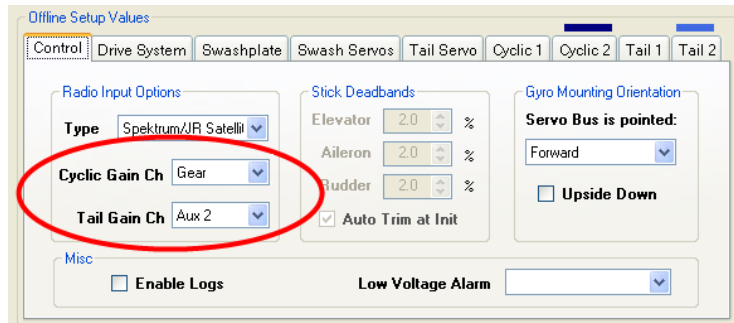 Offline Setup Values
Control Drive System Swashplate Swash Servos Tail Servo Cyclic 1 Cyclic 2 Tail 1 Tail 2
Radio Input Options
Type Spektrum/JR Satellit
Cyclic Gain Ch Gear
Tail Gain Ch Aux 2
Stick Deadbands
Elevator 2.0 %
Aileron 2.0 %
Rudder 2.0 %
Auto Trim at Init
Gyro Mounting Orientation
Servo Bus is pointed:
Forward
Upside Down
Misc
Enable Logs Low Voltage Alarm